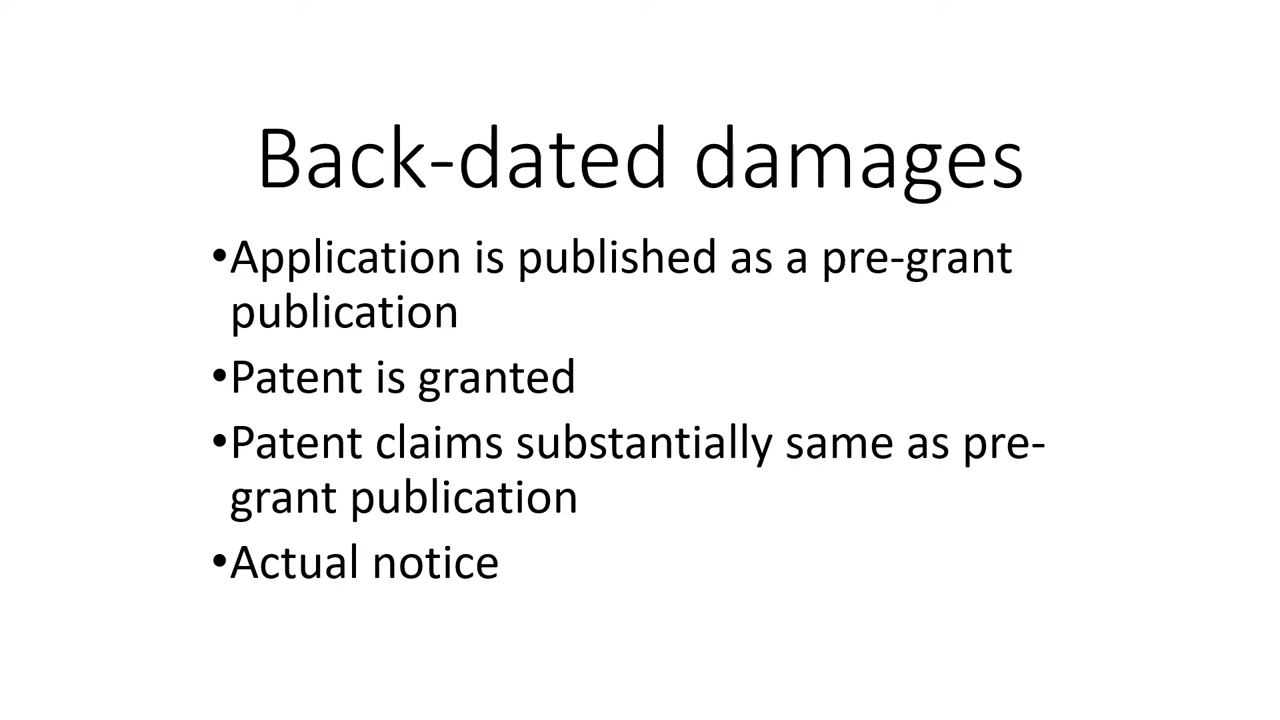 Back-dated damages
•Application is published as a pre-grant
publication
•Patent is granted
•Patent claims substantially same as pre-
grant publication
•Actual notice